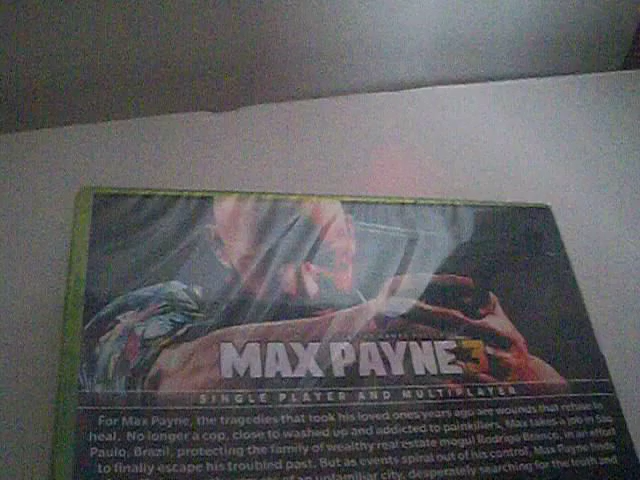 MAX PAYNE 3
SINGLE PLAYER AND MULTIPLAYER
For Max Payne, the tragedies that took his loved ones years ago are wounds that refuse to
heal. No longer a cop, close to washed up and addicted to painkillers, Max takes a job in São
Paulo, Brazil, protecting the family of wealthy real estate mogul Rodrigo Branco, in an effort
to finally escape his troubled past. But as events spiral out of his control, Max Payne finds
of an unfamiliar city, desperately searching for the truth and